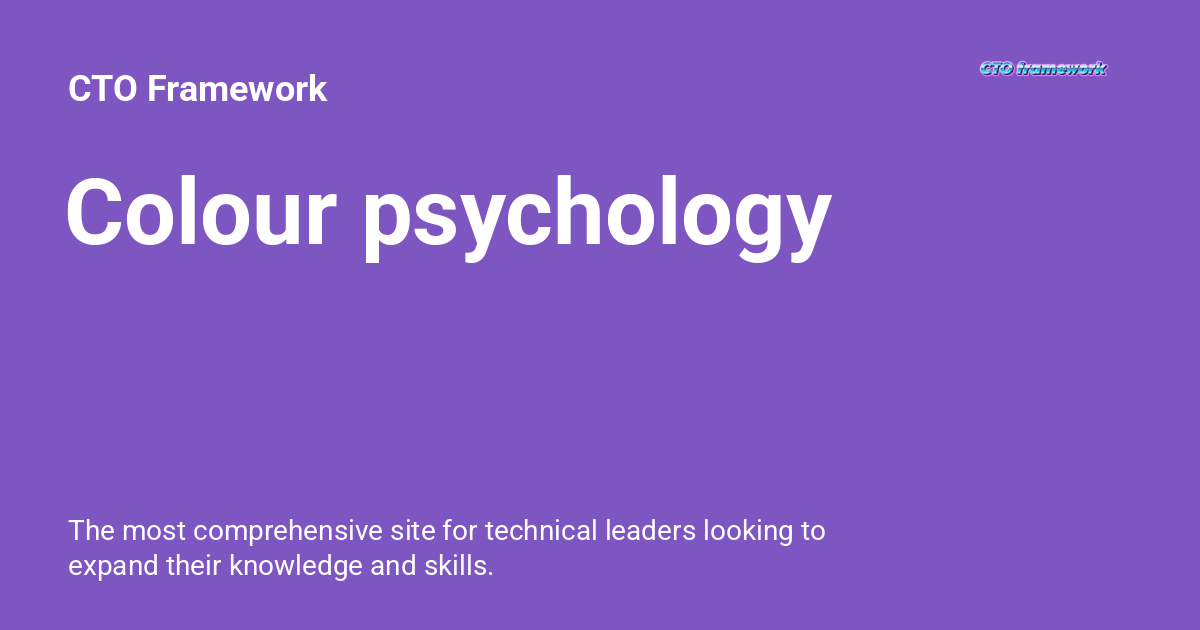 CTO Framework
CTO framework
Colour psychology
The most comprehensive site for technical leaders looking to
expand their knowledge and skills.